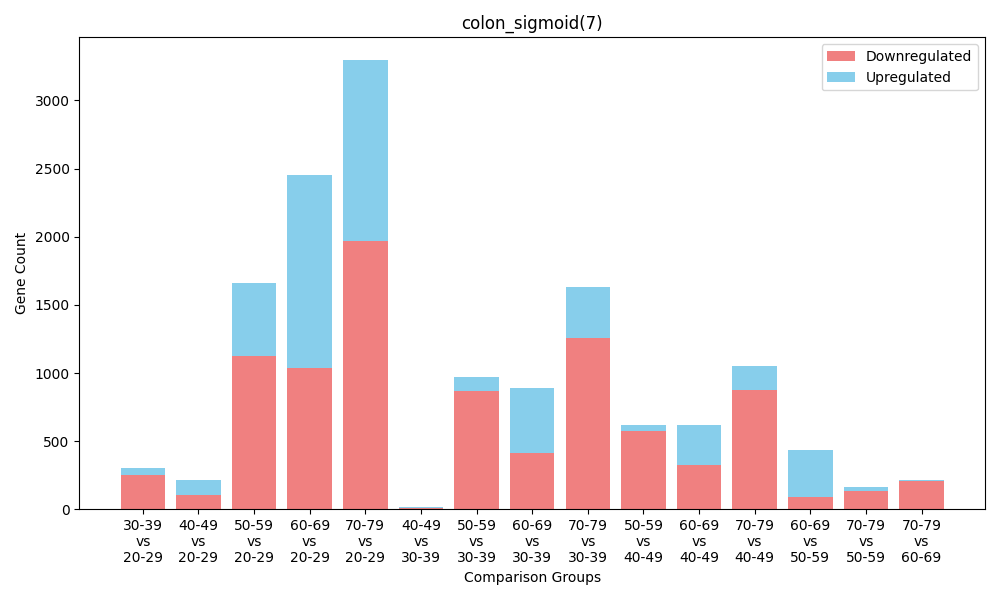 colon_sigmoid(7)
Downregulated
Upregulated
Gene Count
3000
2500
2000
1500
1000
500
0
30-39 40-49 50-59 60-69 70-79 40-49 50-59 60-69 70-79 50-59 60-69 70-79 60-69 70-79 70-79
vs vs vs vs vs vs vs vs vs vs vs vs vs vs vs
20-29 20-29 20-29 20-29 20-29 30-39 30-39 30-39 30-39 40-49 40-49 40-49 50-59 50-59 60-69
Comparison Groups